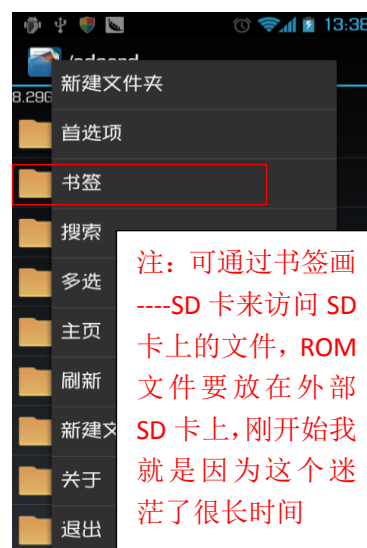 13:38
/sdcard
8.29G
新建文件夹
首选项
书签
搜索
多选
主页
刷新
新建文
关于
退出
注：可通过书签画
----SD 卡来访问 SD
卡上的文件，ROM
文件要放在外部
SD 卡上，刚开始我
就是因为这个迷
茫了很长时间